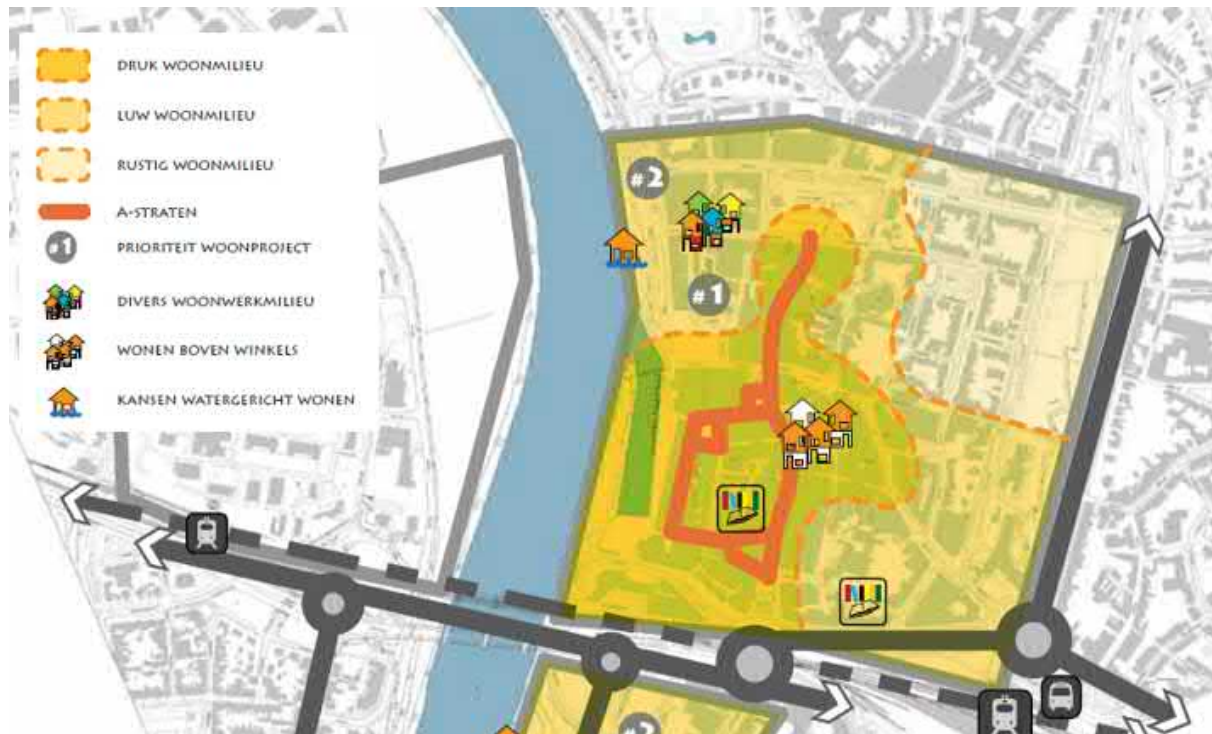 DRUK WOONMILIEU
LUW WOONMILIEU
RUSTIG WOONMILIEU
A-STRATEN
#1 PRIORITEIT WOONPROJECT
DIVERS WOONWERKMILIEU
WONEN BOVEN WINKELS
KANSEN WATERGERICHT WONEN
#2
#1
#2